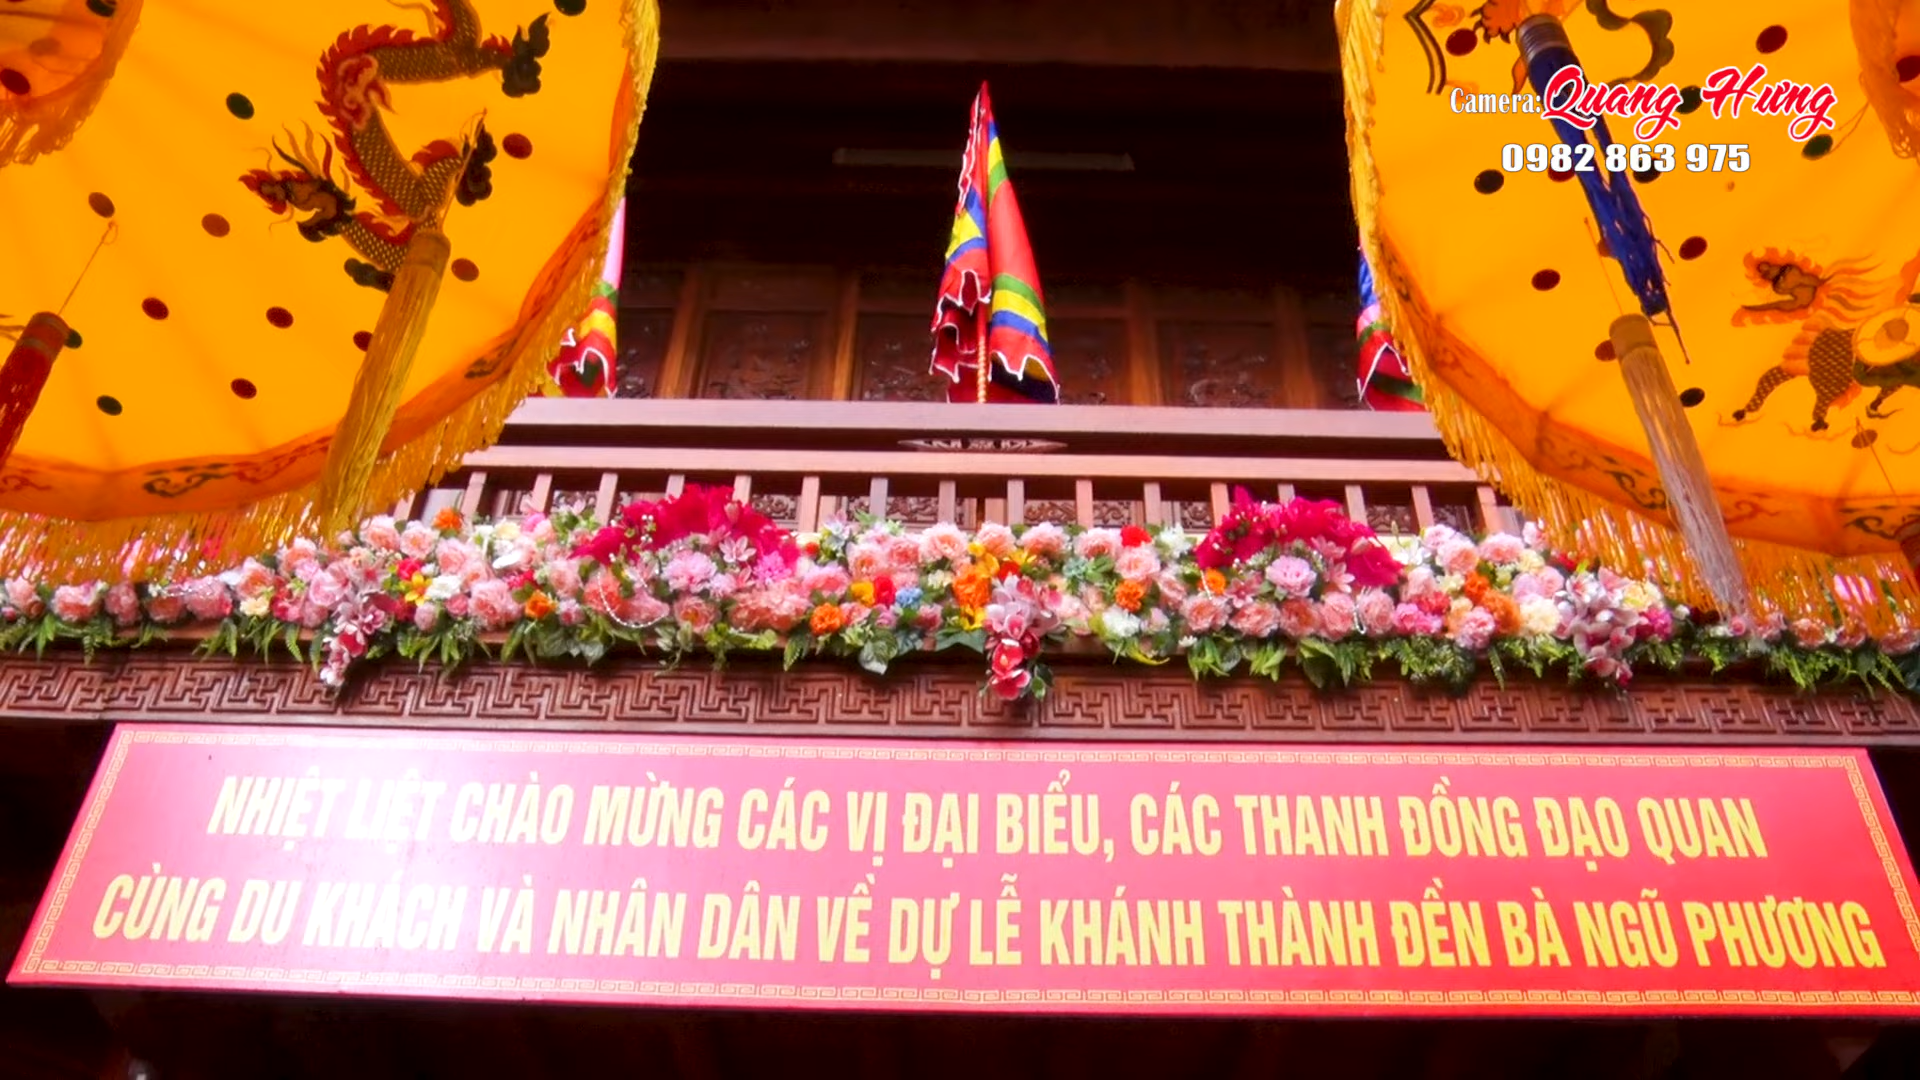 Camera: Quang Hưng
0982 863 975
NHIỆT LIỆT CHÀO MỪNG CÁC VỊ ĐẠI BIỂU, CÁC THANH ĐỒNG ĐẠO QUAN
CÙNG DU KHÁCH VÀ NHÂN DÂN VỀ DỰ LỄ KHÁNH THÀNH ĐỀN BÀ NGŨ PHƯƠNG